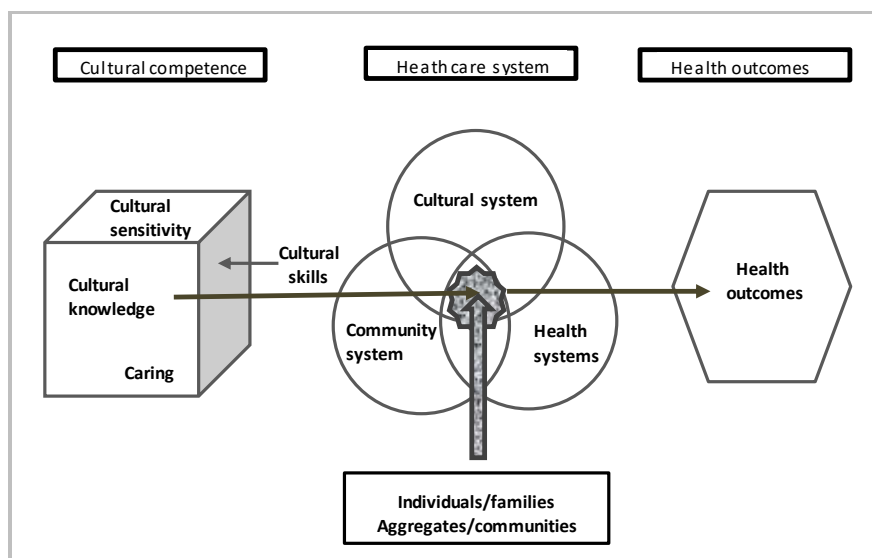 Cultural competence
Heath care system
Health outcomes
Cultural
sensitivity
Cultural system
Cultural
skills
Cultural
knowledge
Health
outcomes
Community
system
Health
systems
Caring
Individuals/families
Aggregates/communities